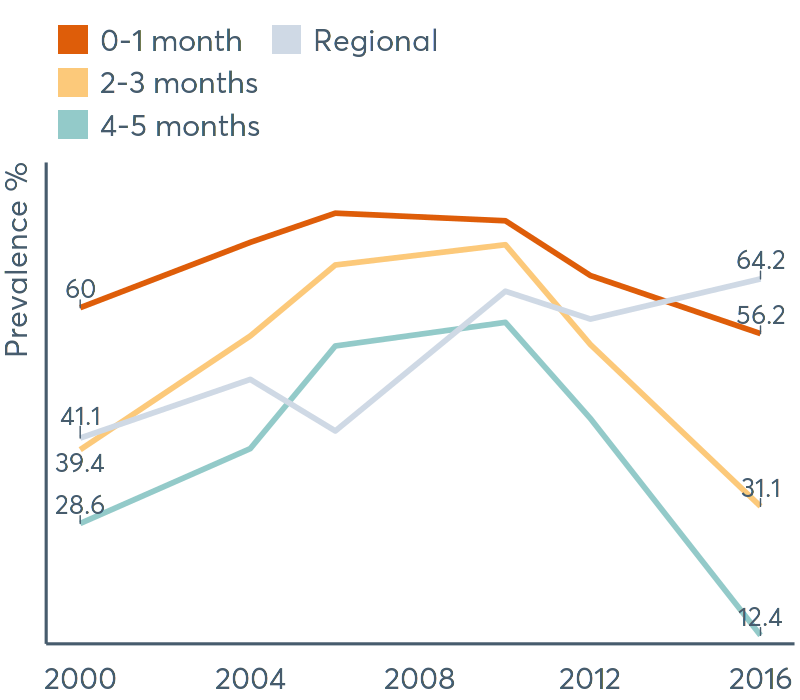 0-1 month
Regional
2-3 months
4-5 months
Prevalence %
60
41.1
39.4
28.6
64.2
56.2
31.1
12.4
2000 2004 2008 2012 2016